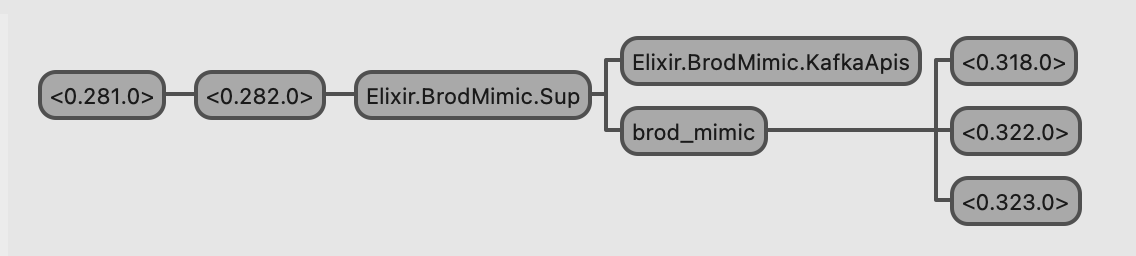 <0.281.0>
<0.282.0>
Elixir.BrodMimic.Sup
Elixir.BrodMimic.KafkaApis
brod_mimic
<0.318.0>
<0.322.0>
<0.323.0>